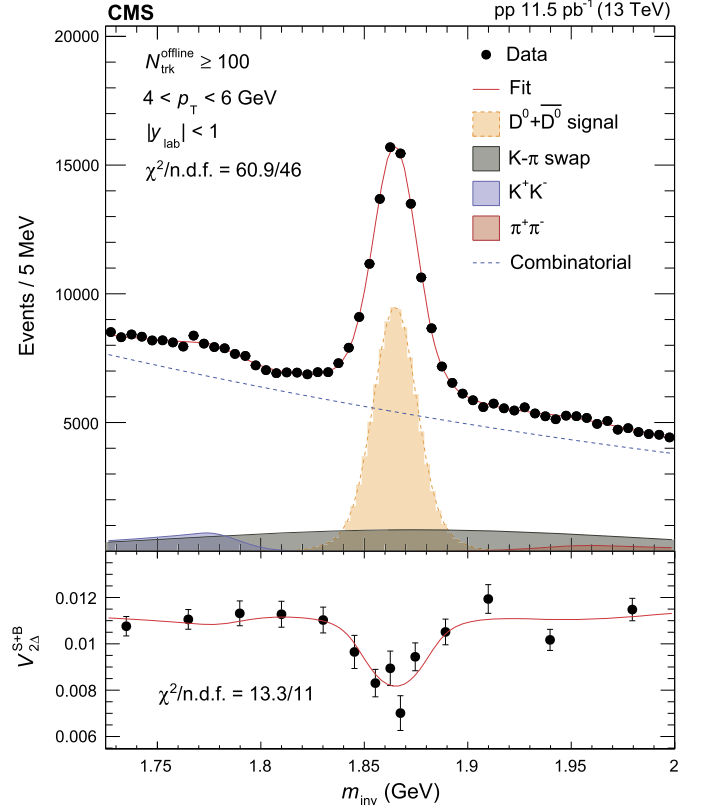 CMS pp 11.5 pb⁻¹ (13 TeV)
20000
15000
10000
5000
Events / 5 MeV
N_trk^offline ≥ 100
4 < p_T < 6 GeV
|y_lab| < 1
χ²/n.d.f. = 60.9/46
Data
Fit
D⁰+D̅⁰ signal
K-π swap
K⁺K⁻
π⁺π⁻
Combinatorial
0.012
0.01
0.008
0.006
V_2Δ^S+B
χ²/n.d.f. = 13.3/11
1.75 1.8 1.85 1.9 1.95 2
m_inv (GeV)